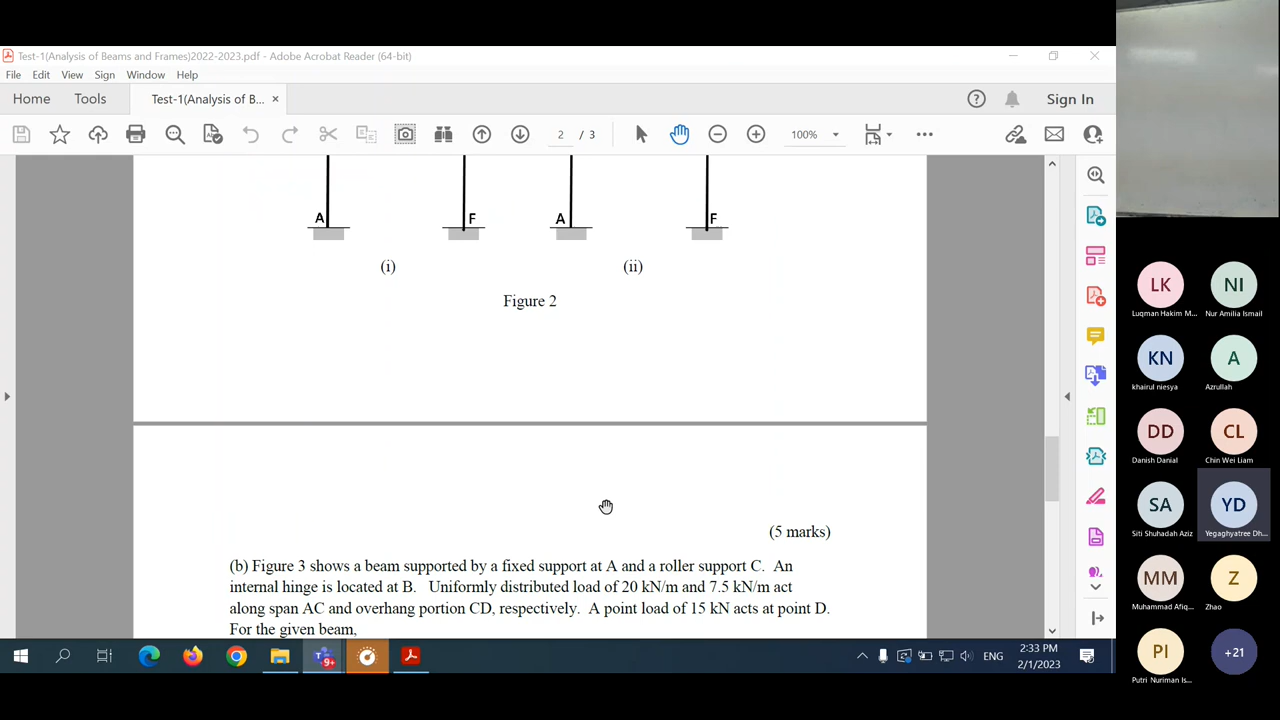 Test-1(Analysis of Beams and Frames)2022-2023.pdf - Adobe Acrobat Reader (64-bit)
File Edit View Sign Window Help
Home Tools Test-1(Analysis of B... × Sign In
2 / 3 100%
A F A F
(i) (ii)
Figure 2
(5 marks)
(b) Figure 3 shows a beam supported by a fixed support at A and a roller support C. An
internal hinge is located at B. Uniformly distributed load of 20 kN/m and 7.5 kN/m act
along span AC and overhang portion CD, respectively. A point load of 15 kN acts at point D.
For the given beam,
LK NI
Luqman Hakim M... Nur Amilia Ismail
KN A
khairul niesya Azrullah
DD CL
Danish Danial Chin Wei Liam
SA YD
Siti Shuhadah Aziz Yegaghyatree Dh...
MM Z
Muhammad Afiq... Zhao
PI +21
Putri Nuriman Is...
9+
ENG
2:33 PM
2/1/2023